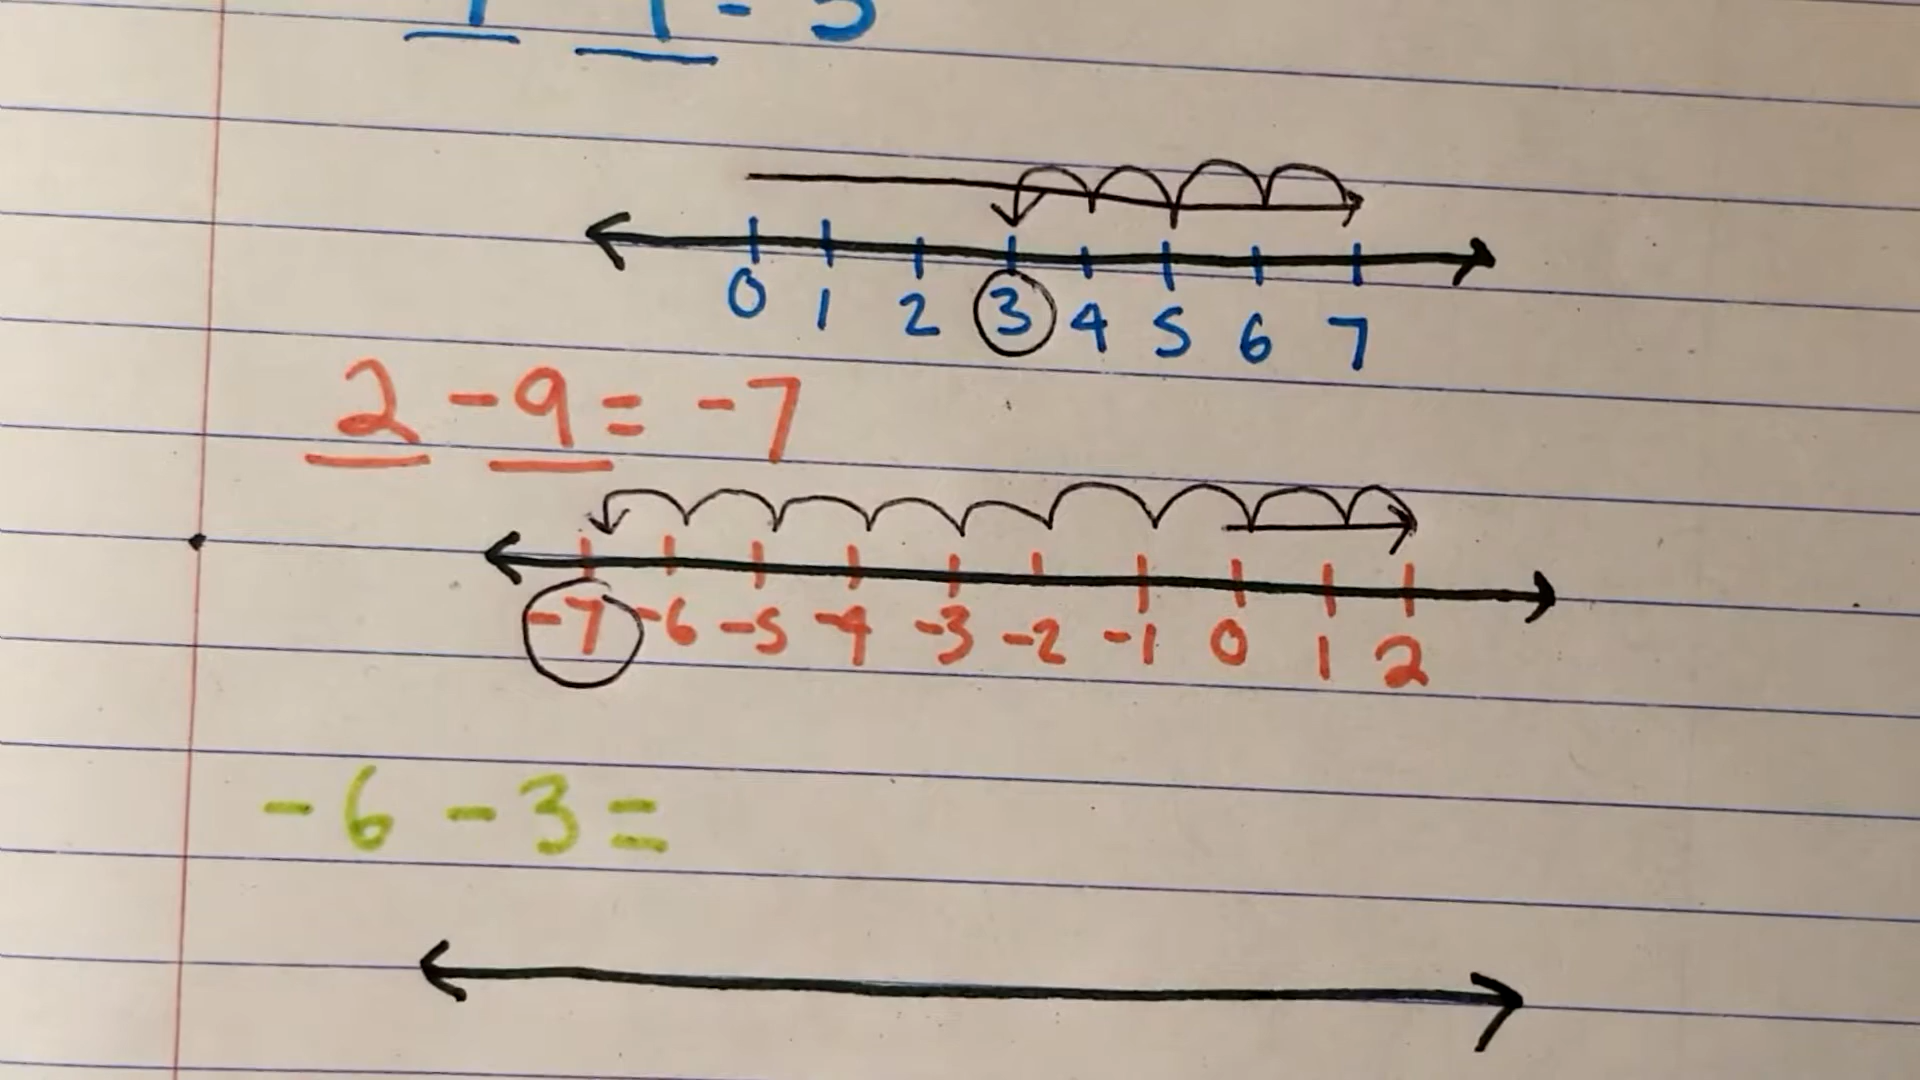 0 1 2 3 4 5 6 7
2 - 9 = -7
-7 -6 -5 -4 -3 -2 -1 0 1 2
-6 - 3 =